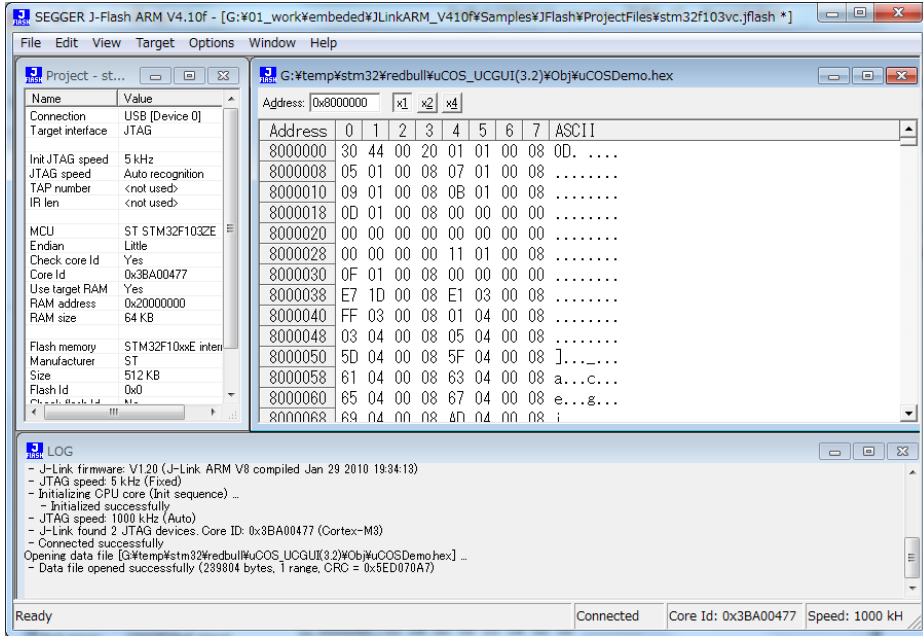 SEGGER J-Flash ARM V4.10f - [G:¥01_work¥embeded¥JLinkARM_V410f¥Samples¥JFlash¥ProjectFiles¥stm32f103vc.jflash *]
File Edit View Target Options Window Help
Project - st...
Name Value
Connection USB [Device 0]
Target interface JTAG
Init JTAG speed 5 kHz
JTAG speed Auto recognition
TAP number <not used>
IR len <not used>
MCU ST STM32F103ZE
Endian Little
Check core Id Yes
Core Id 0x3BA00477
Use target RAM Yes
RAM address 0x20000000
RAM size 64 KB
Flash memory STM32F10xxE intern
Manufacturer ST
Size 512 KB
Flash Id 0x0
G:¥temp¥stm32¥redbull¥uCOS_UCGUI(3.2)¥Obj¥uCOSDemo.hex
Address: 0x8000000 x1 x2 x4
Address 0 1 2 3 4 5 6 7 ASCII
8000000 30 44 00 20 01 01 00 08 0D. ....
8000008 05 01 00 08 07 01 00 08 ........
8000010 09 01 00 08 0B 01 00 08 ........
8000018 0D 01 00 08 00 00 00 00 ........
8000020 00 00 00 00 00 00 00 00 ........
8000028 00 00 00 00 11 01 00 08 ........
8000030 0F 01 00 08 00 00 00 00 ........
8000038 E7 1D 00 08 E1 03 00 08 ........
8000040 FF 03 00 08 01 04 00 08 ........
8000048 03 04 00 08 05 04 00 08 ........
8000050 5D 04 00 08 5F 04 00 08 ]..._...
8000058 61 04 00 08 63 04 00 08 a...c...
8000060 65 04 00 08 67 04 00 08 e...g...
8000068 69 04 00 08 AD 04 00 08 i
LOG
- J-Link firmware: V1.20 (J-Link ARM V8 compiled Jan 29 2010 19:34:13)
- JTAG speed: 5 kHz (Fixed)
- Initializing CPU core (Init sequence) ...
- Initialized successfully
- JTAG speed: 1000 kHz (Auto)
- J-Link found 2 JTAG devices. Core ID: 0x3BA00477 (Cortex-M3)
- Connected successfully
Opening data file [G:¥temp¥stm32¥redbull¥uCOS_UCGUI(3.2)¥Obj¥uCOSDemo.hex] ...
- Data file opened successfully (239804 bytes, 1 range, CRC = 0x5ED070A7)
Ready Connected Core Id: 0x3BA00477 Speed: 1000 kH